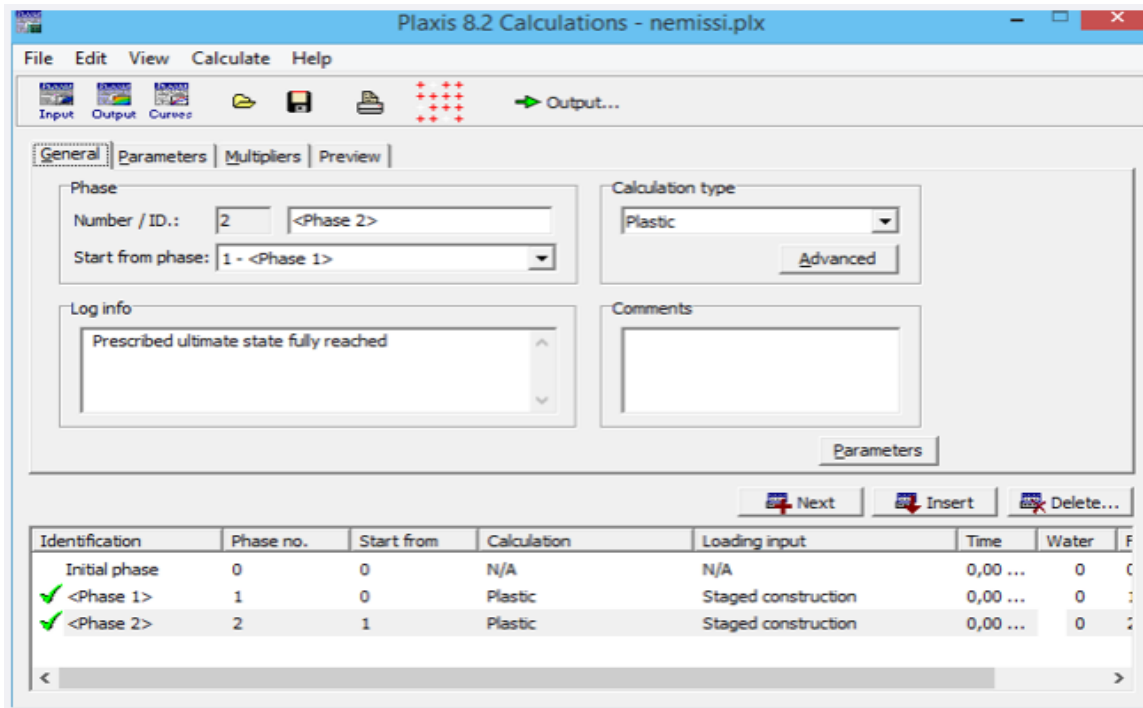 Plaxis 8.2 Calculations - nemissi.plx
File Edit View Calculate Help
Input Output Curves Output...
General Parameters Multipliers Preview
Phase Calculation type
Number / ID.: 2 <Phase 2> Plastic
Start from phase: 1 - <Phase 1> Advanced
Log info Comments
Prescribed ultimate state fully reached
Parameters
Next Insert Delete...
Identification Phase no. Start from Calculation Loading input Time Water F
Initial phase 0 0 N/A N/A 0,00 ... 0
<Phase 1> 1 0 Plastic Staged construction 0,00 ... 0
<Phase 2> 2 1 Plastic Staged construction 0,00 ... 0